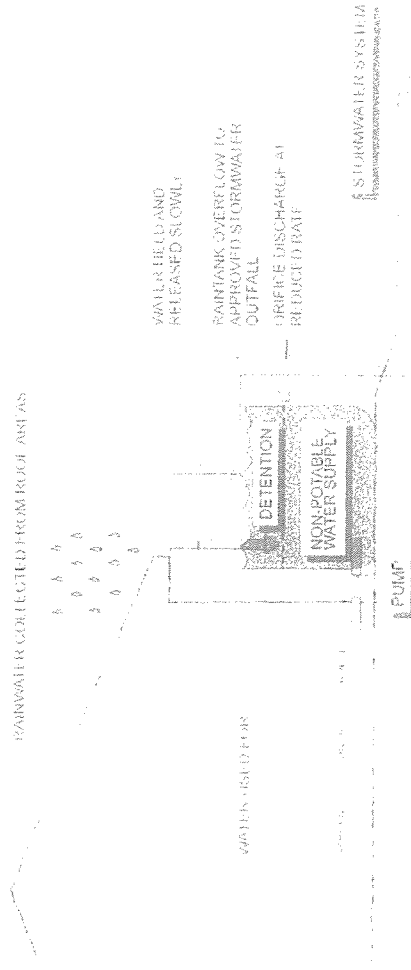 RAINWATER COLLECTED FROM ROOF AREAS
WATER HELD AND
RELEASED SLOWLY
RAINTANK OVERFLOW TO
APPROVED STORMWATER
OUTFALL
ORIFICE DISCHARGE AT
REDUCED RATE
DETENTION
NON-POTABLE
WATER SUPPLY
WATER USED FOR
PUMP
STORMWATER SYSTEM